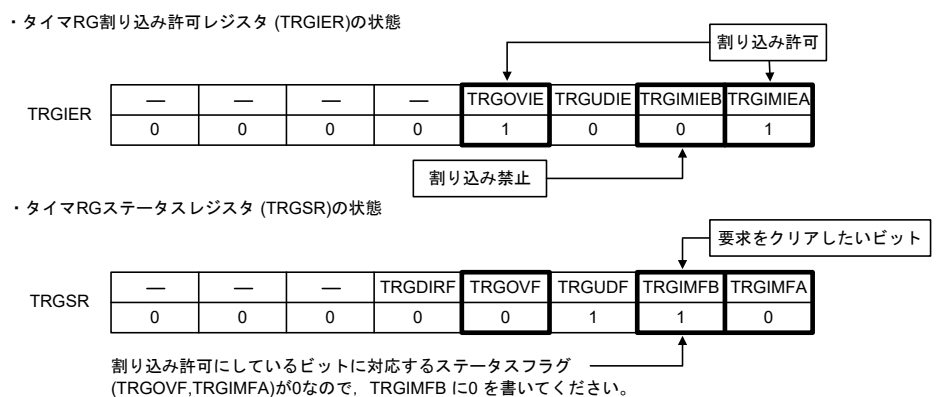 ・タイマRG割り込み許可レジスタ (TRGIER)の状態
割り込み許可
TRGIER
— — — — TRGOVIE TRGUDIE TRGIMIEB TRGIMIEA
0 0 0 0 1 0 0 1
割り込み禁止
・タイマRGステータスレジスタ (TRGSR)の状態
要求をクリアしたいビット
TRGSR
— — — TRGDIRF TRGOVF TRGUDF TRGIMFB TRGIMFA
0 0 0 0 0 1 1 0
割り込み許可にしているビットに対応するステータスフラグ
(TRGOVF,TRGIMFA)が0なので，TRGIMFB に0 を書いてください。